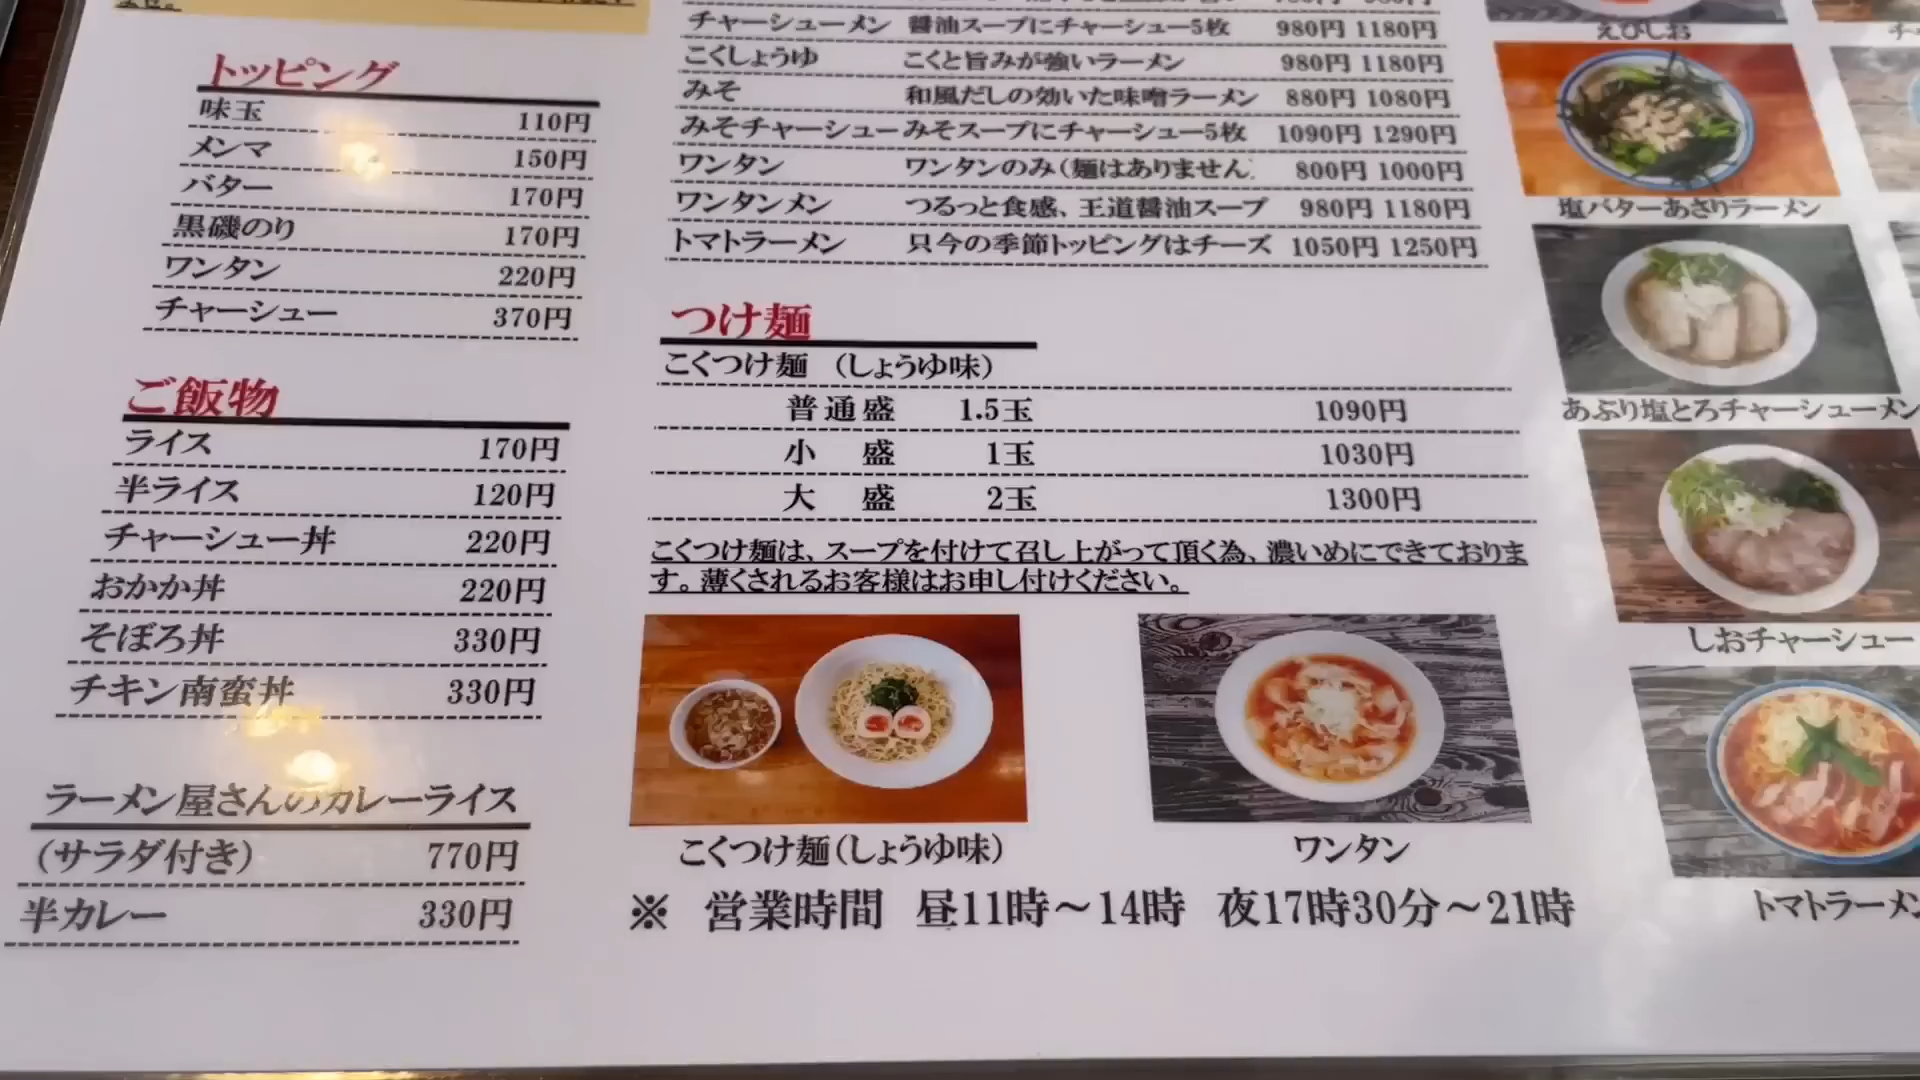 トッピング
味玉 110円
メンマ 150円
バター 170円
黒磯のり 170円
ワンタン 220円
チャーシュー 370円
ご飯物
ライス 170円
半ライス 120円
チャーシュー丼 220円
おかか丼 220円
そぼろ丼 330円
チキン南蛮丼 330円
ラーメン屋さんのカレーライス
(サラダ付き) 770円
半カレー 330円
チャーシューメン 醤油スープにチャーシュー5枚 980円 1180円
こくしょうゆ こくと旨みが強いラーメン 980円 1180円
みそ 和風だしの効いた味噌ラーメン 880円 1080円
みそチャーシュー みそスープにチャーシュー5枚 1090円 1290円
ワンタン ワンタンのみ(麺はありません 800円 1000円
ワンタンメン つるっと食感、王道醤油スープ 980円 1180円
トマトラーメン 只今の季節トッピングはチーズ 1050円 1250円
つけ麺
こくつけ麺 (しょうゆ味)
普通盛 1.5玉 1090円
小盛 1玉 1030円
大盛 2玉 1300円
こくつけ麺は、スープを付けて召し上がって頂く為、濃いめにできておりま
す。薄くされるお客様はお申し付けください。
こくつけ麺(しょうゆ味)
ワンタン
※ 営業時間 昼11時～14時 夜17時30分～21時
えびしお
塩バターあさりラーメン
あぶり塩とろチャーシューメン
しおチャーシュー
トマトラーメン